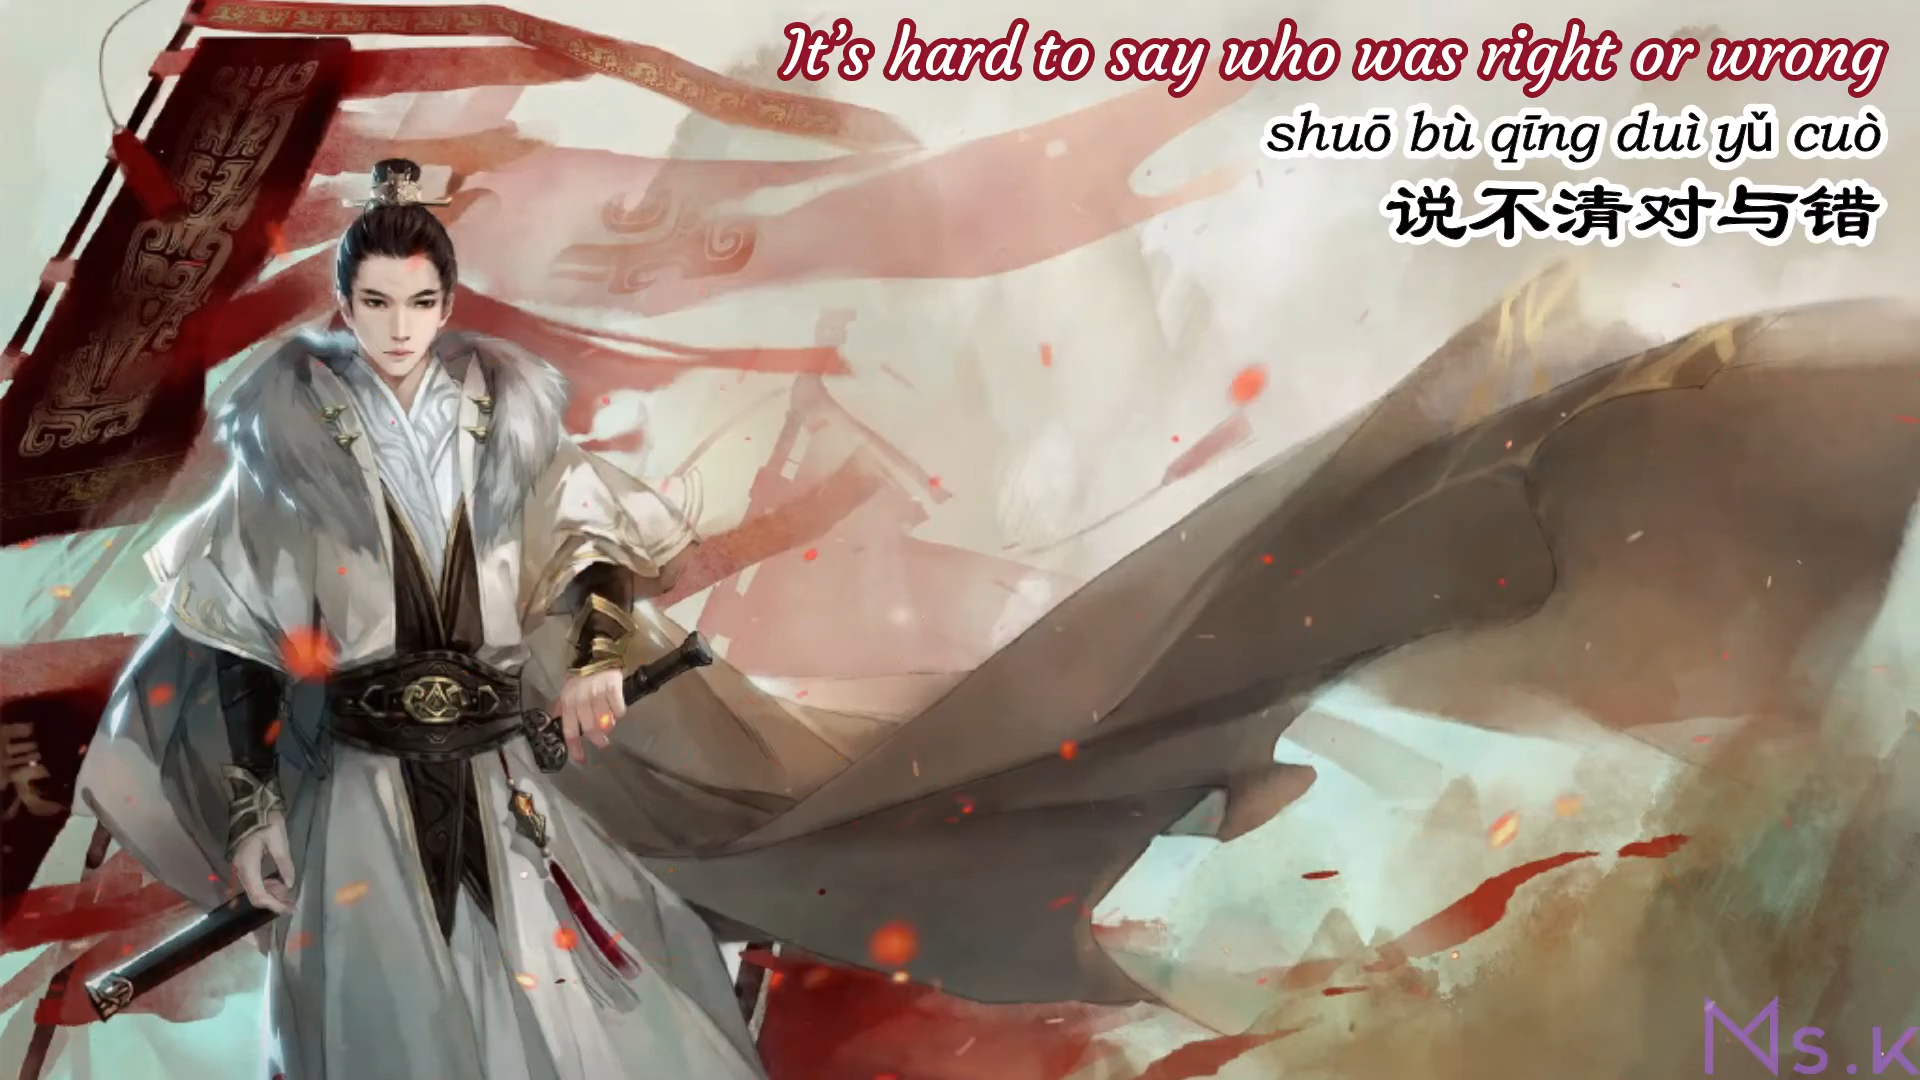 It's hard to say who was right or wrong
shuō bù qīng duì yǔ cuò
说不清对与错
長
Ms.K